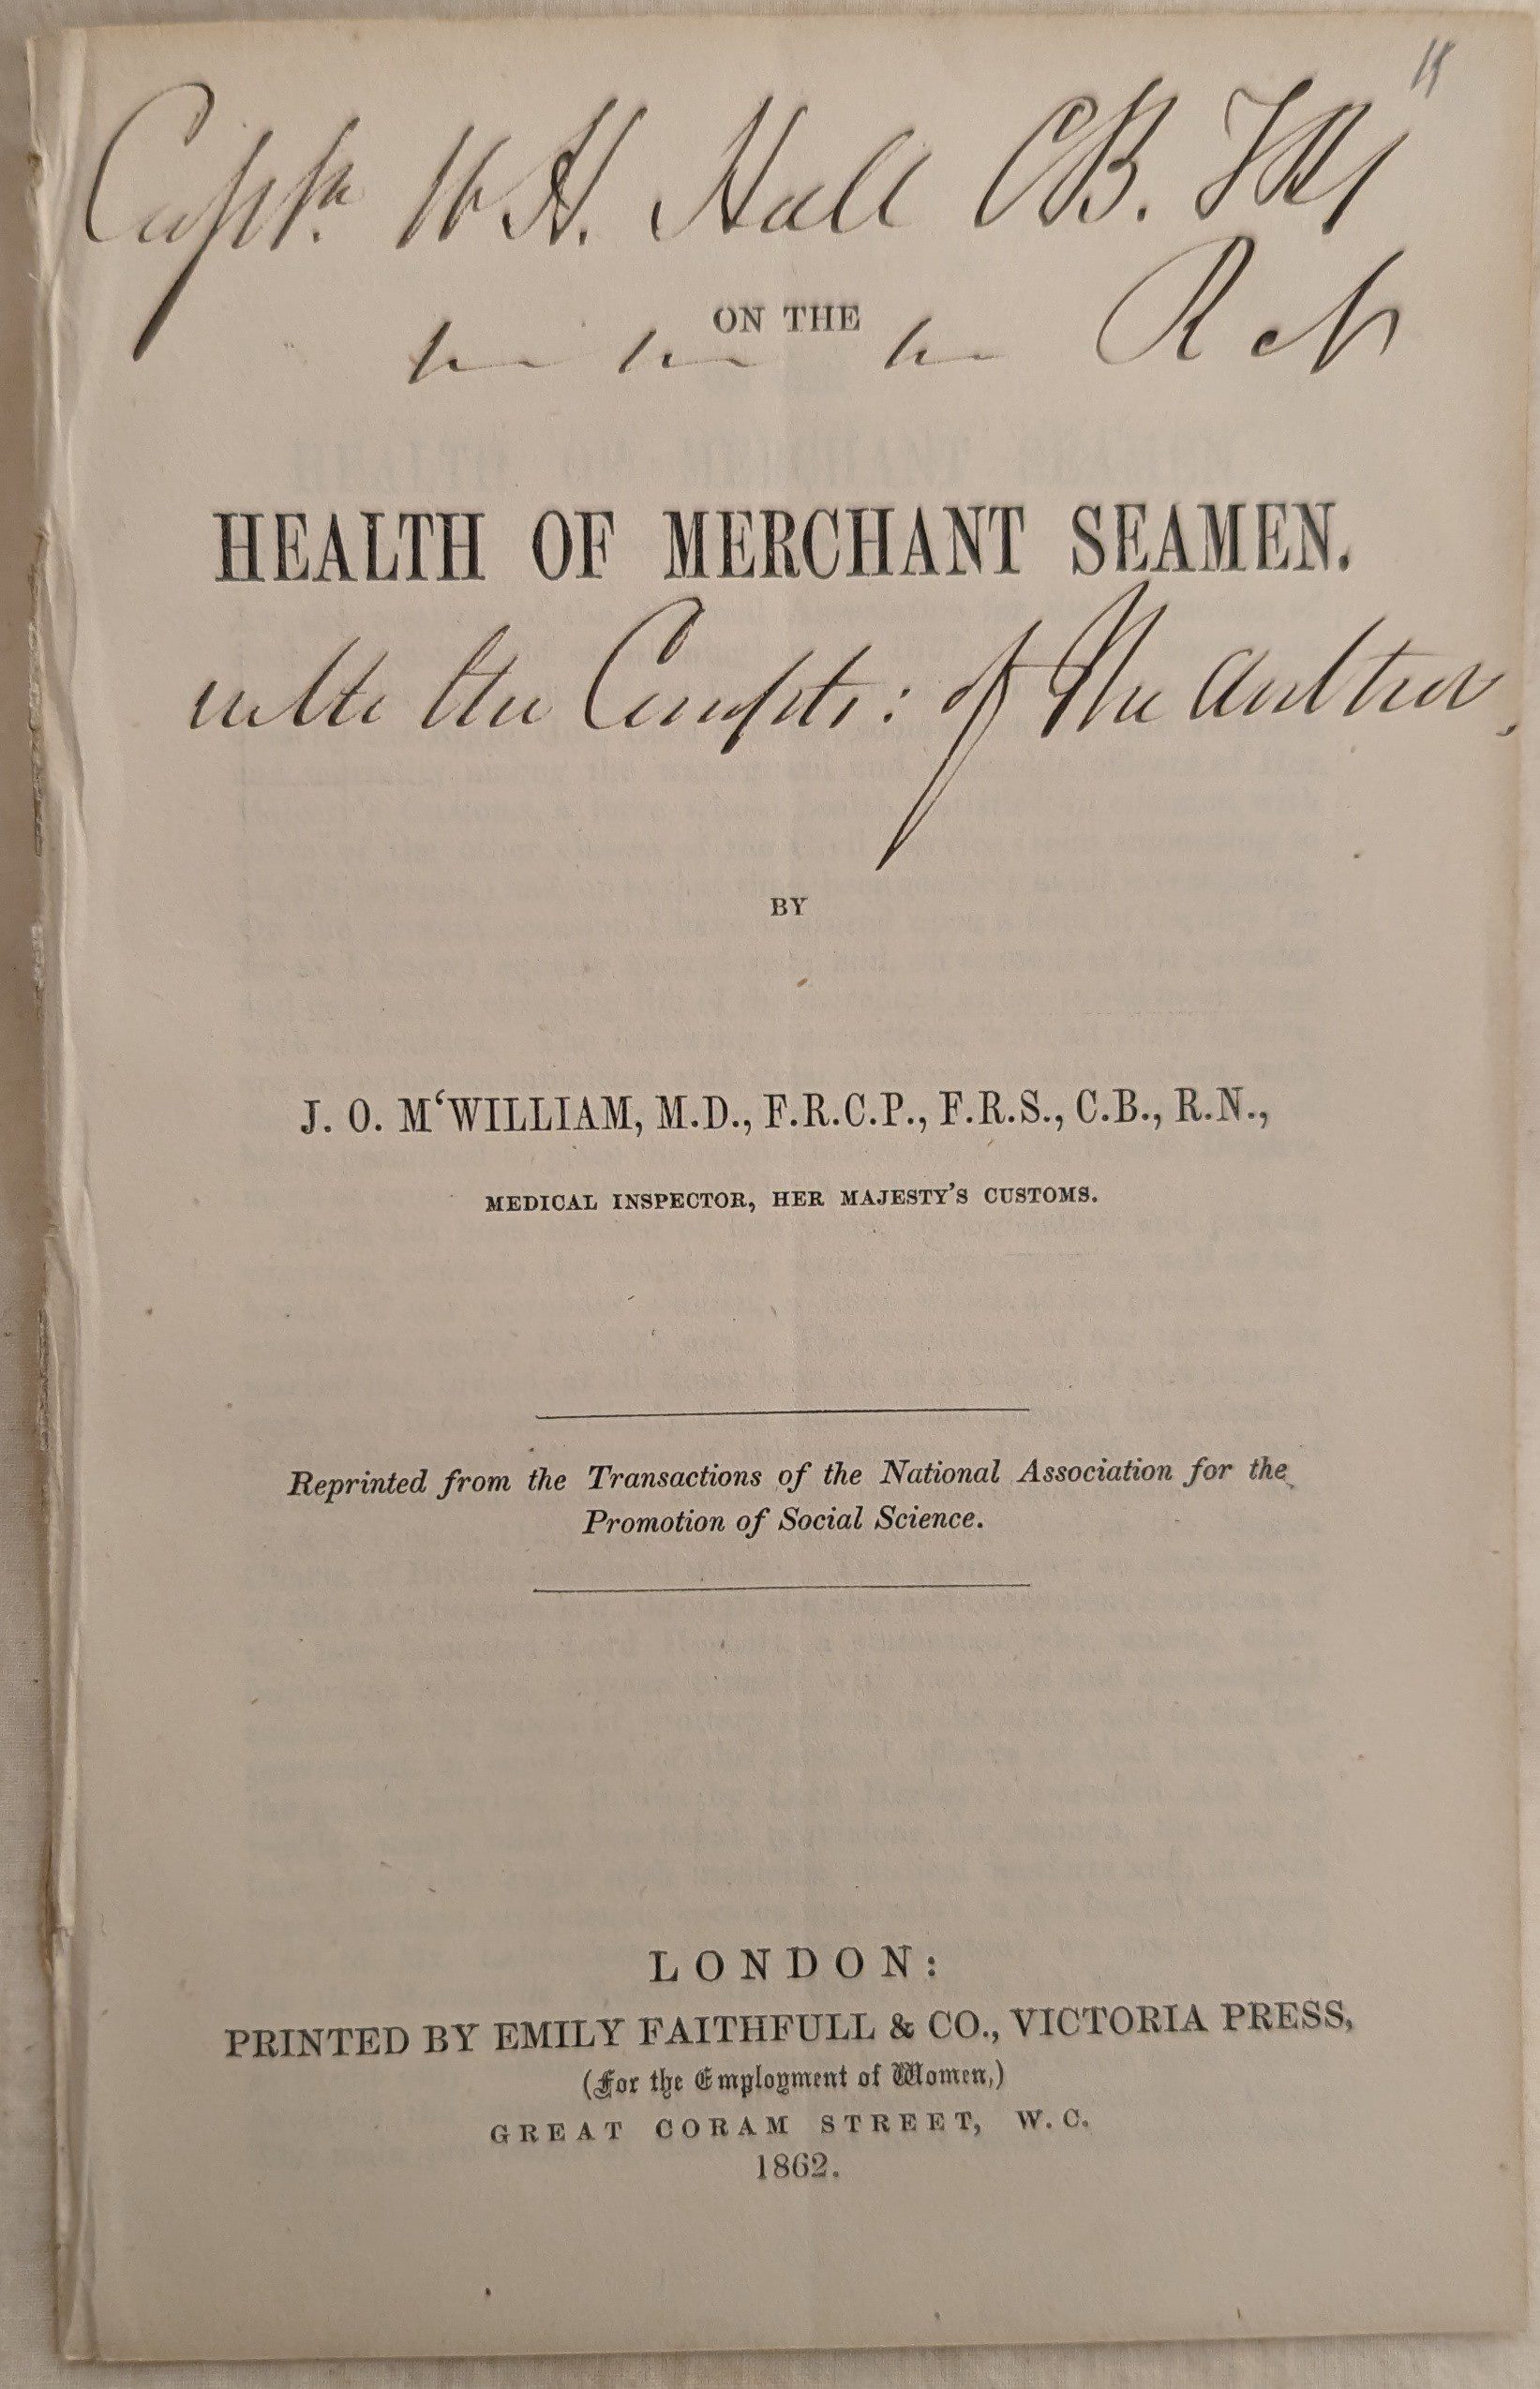 Captn. W. H. Hall CB. FRS
ON THE
R N
HEALTH OF MERCHANT SEAMEN.
with the Compts: of The Author,
BY
J. O. M‘WILLIAM, M.D., F.R.C.P., F.R.S., C.B., R.N.,
MEDICAL INSPECTOR, HER MAJESTY'S CUSTOMS.
Reprinted from the Transactions of the National Association for the
Promotion of Social Science.
LONDON:
PRINTED BY EMILY FAITHFULL & CO., VICTORIA PRESS,
(For the Employment of Women,)
GREAT CORAM STREET, W.C.
1862.